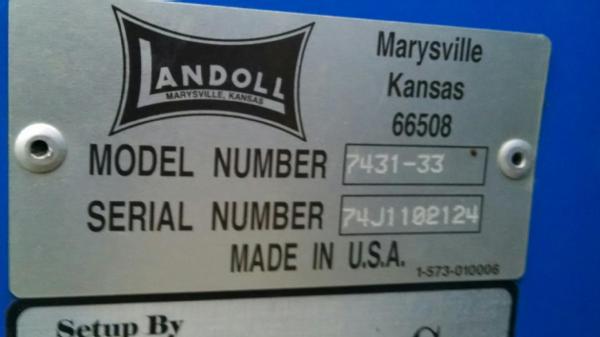 LANDOLL
MARYSVILLE, KANSAS
Marysville
Kansas
66508
MODEL NUMBER 7431-33
SERIAL NUMBER 74J1102124
MADE IN U.S.A.
1-573-010006
Setup By